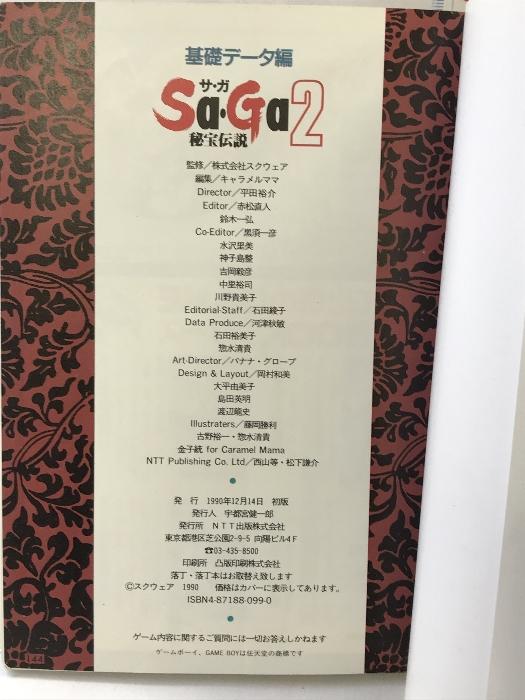 基礎データ編
サ・ガ
Sa・Ga2
秘宝伝説
監修／株式会社スクウェア
編集／キャラメルママ
Director／平田裕介
Editor／赤松直人
鈴木一弘
Co-Editor／黒須一彦
水沢里美
神子島整
吉岡毅彦
中里裕司
川野貴美子
Editorial-Staff／石田綾子
Data Produce／河津秋敏
石田裕美子
惣水清貴
Art-Director／バナナ・グローブ
Design & Layout／岡村和美
大平由美子
島田英明
渡辺龍史
Illustraters／藤岡勝利
古野裕一・惣水清貴
金子統 for Caramel Mama
NTT Publishing Co. Ltd／西山等・松下謙介
発 行 1990年12月14日 初版
発行人 宇都宮健一郎
発行所 ＮＴＴ出版株式会社
東京都港区芝公園2-9-5 向陽ビル4Ｆ
☎03-435-8500
印刷所 凸版印刷株式会社
落丁・落丁本はお取替え致します
Ⓒスクウェア 1990 価格はカバーに表示してあります。
ISBN4-87188-099-0
ゲーム内容に関するご質問には一切お答えしかねます
ゲームボーイ、GAME BOYは任天堂の商標です
144